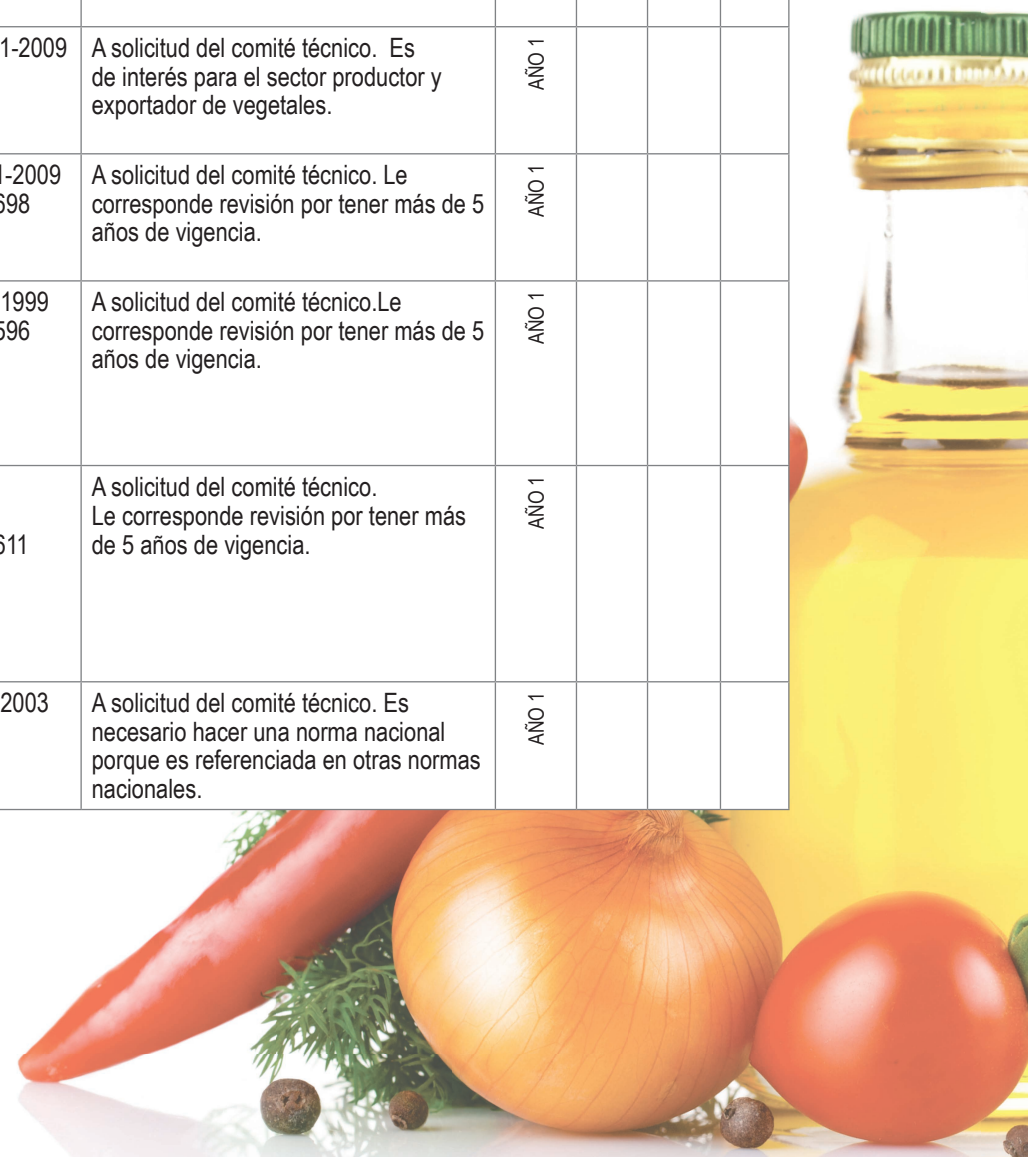 1-2009
A solicitud del comité técnico. Es
de interés para el sector productor y
exportador de vegetales.
AÑO 1
-2009
698
A solicitud del comité técnico. Le
corresponde revisión por tener más de 5
años de vigencia.
AÑO 1
1999
596
A solicitud del comité técnico.Le
corresponde revisión por tener más de 5
años de vigencia.
AÑO 1
611
A solicitud del comité técnico.
Le corresponde revisión por tener más
de 5 años de vigencia.
AÑO 1
2003
A solicitud del comité técnico. Es
necesario hacer una norma nacional
porque es referenciada en otras normas
nacionales.
AÑO 1